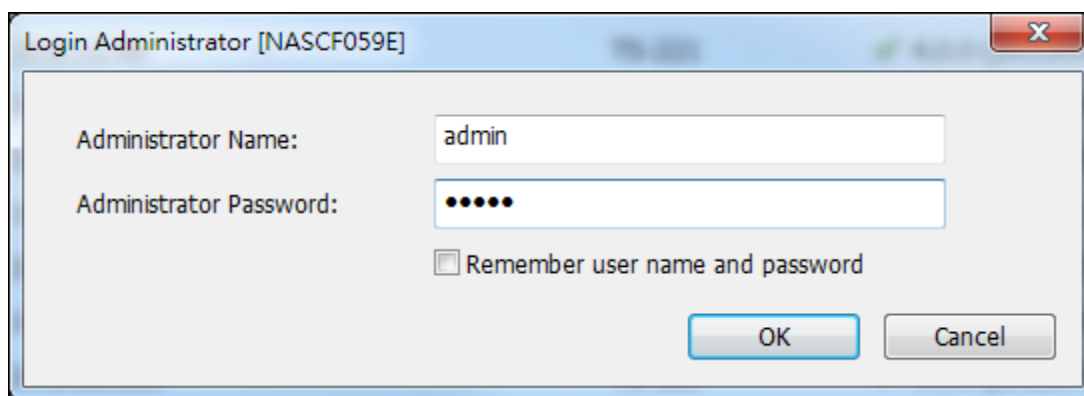 Login Administrator [NASCF059E]
Administrator Name:
admin
Administrator Password:
•••••
Remember user name and password
OK
Cancel